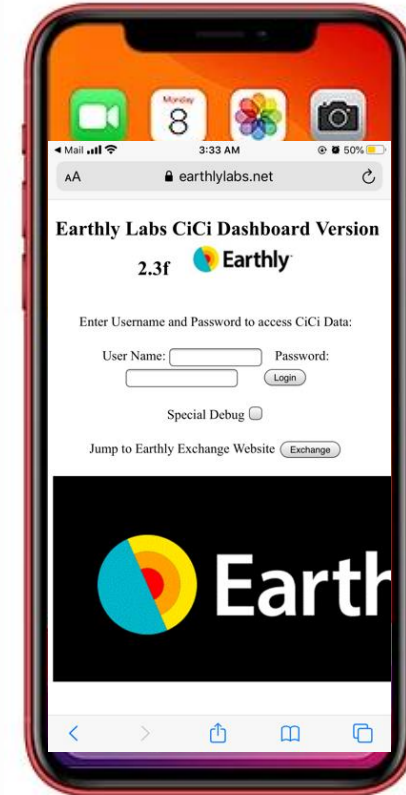 Monday
8
Mail 3:33 AM 50%
AA earthlylabs.net
Earthly Labs CiCi Dashboard Version
2.3f Earthly
Enter Username and Password to access CiCi Data:
User Name: Password:
Login
Special Debug
Jump to Earthly Exchange Website Exchange
Earth